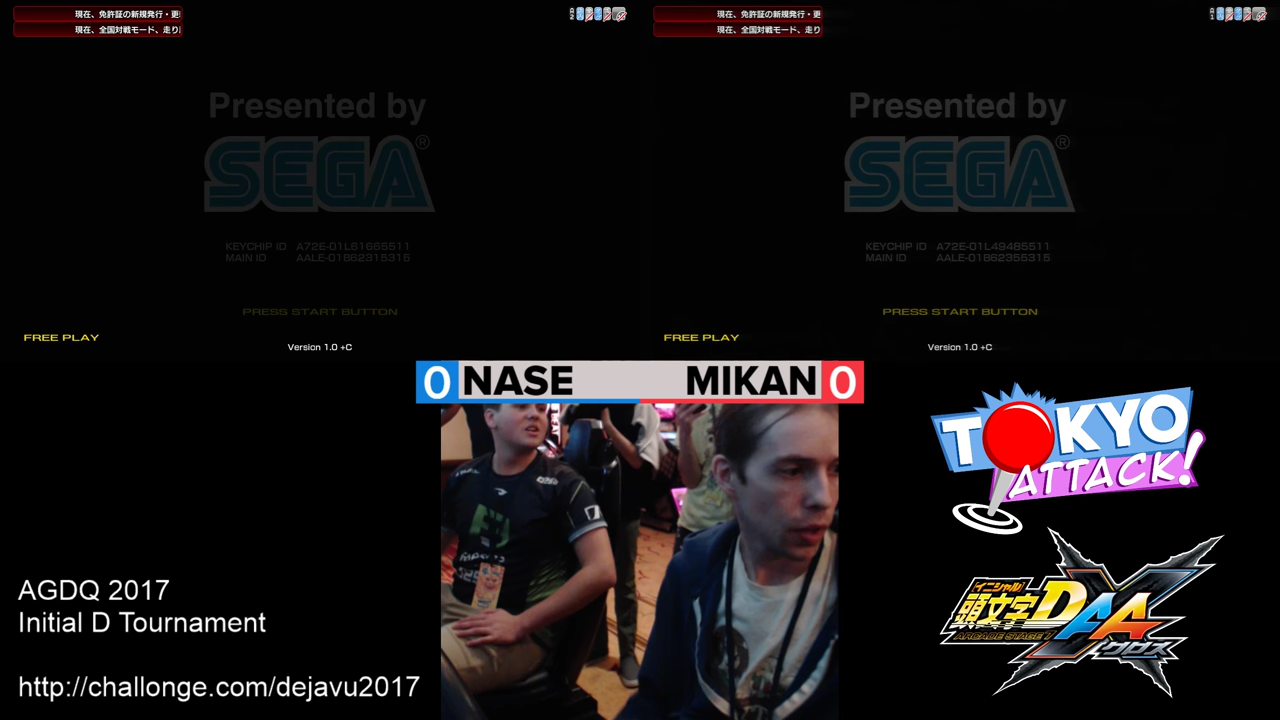 現在、免許証の新規発行・更
現在、全国対戦モード、走り
Presented by
SEGA®
KEYCHIP ID A72E-01L61665511
MAIN ID AALE-01B62315315
PRESS START BUTTON
FREE PLAY
Version 1.0 +C
現在、免許証の新規発行・更
現在、全国対戦モード、走り
Presented by
SEGA®
KEYCHIP ID A72E-01L49485511
MAIN ID AALE-01B62355315
PRESS START BUTTON
FREE PLAY
Version 1.0 +C
0 NASE MIKAN 0
TOKYO
ATTACK!
[イニシャル]
頭文字D AA X
ARCADE STAGE 7
クロス
AGDQ 2017
Initial D Tournament
http://challonge.com/dejavu2017